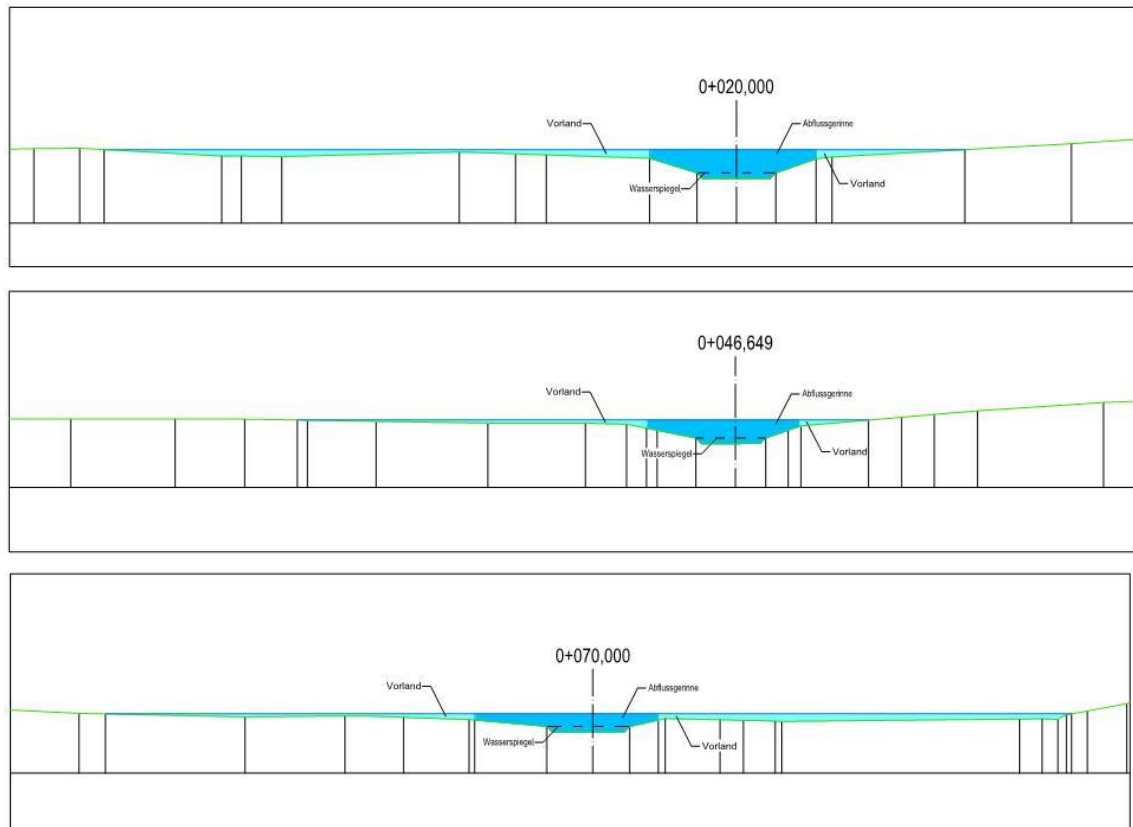 0+020,000
Vorland
Abflussgerinne
Wasserspiegel
Vorland
0+046,649
Vorland
Abflussgerinne
Wasserspiegel
Vorland
0+070,000
Vorland
Abflussgerinne
Wasserspiegel
Vorland